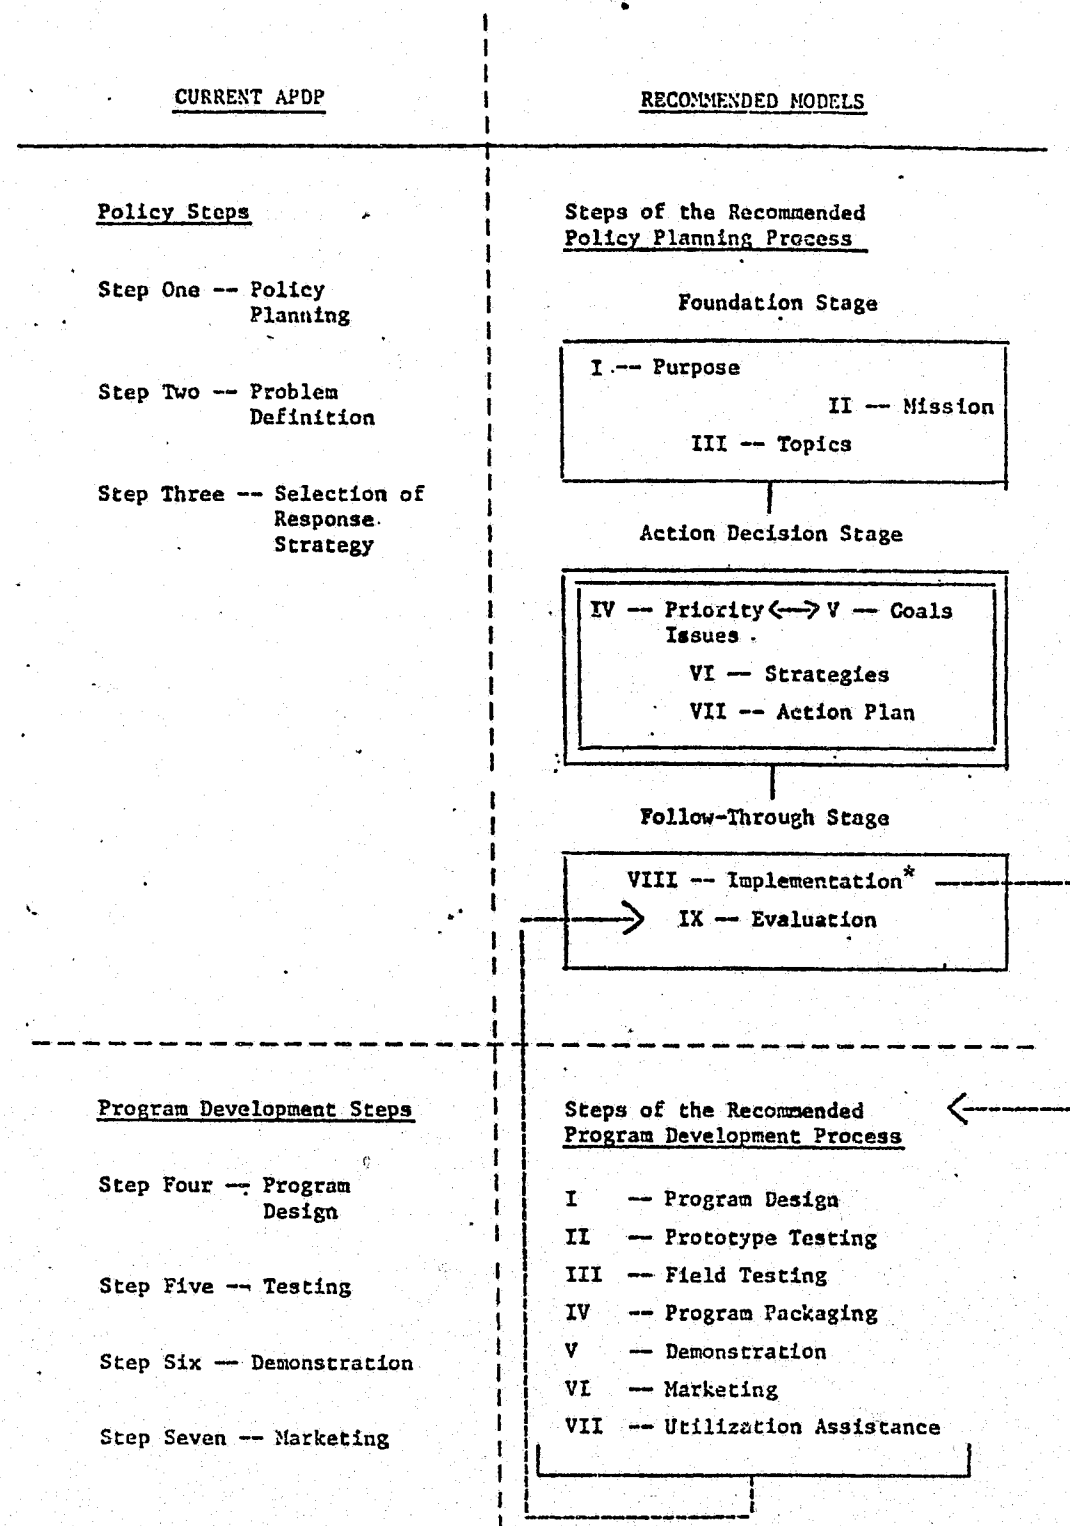 CURRENT APDP
RECOMMENDED MODELS
Policy Steps
Step One -- Policy
Planning
Step Two -- Problem
Definition
Step Three -- Selection of
Response
Strategy
Steps of the Recommended
Policy Planning Process
Foundation Stage
I -- Purpose
II -- Mission
III -- Topics
Action Decision Stage
IV -- Priority <--> V -- Goals
Issues
VI -- Strategies
VII -- Action Plan
Follow-Through Stage
VIII -- Implementation*
IX -- Evaluation
Program Development Steps
Step Four -- Program
Design
Step Five -- Testing
Step Six -- Demonstration
Step Seven -- Marketing
Steps of the Recommended
Program Development Process
I -- Program Design
II -- Prototype Testing
III -- Field Testing
IV -- Program Packaging
V -- Demonstration
VI -- Marketing
VII -- Utilization Assistance